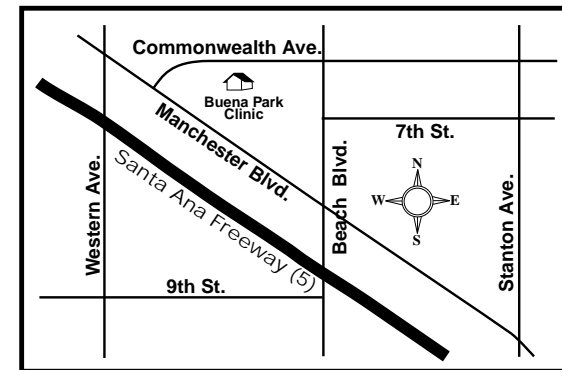 Commonwealth Ave.
Buena Park
Clinic
Manchester Blvd.
7th St.
N
W
E
S
Western Ave.
Santa Ana Freeway (5)
Beach Blvd.
Stanton Ave.
9th St.